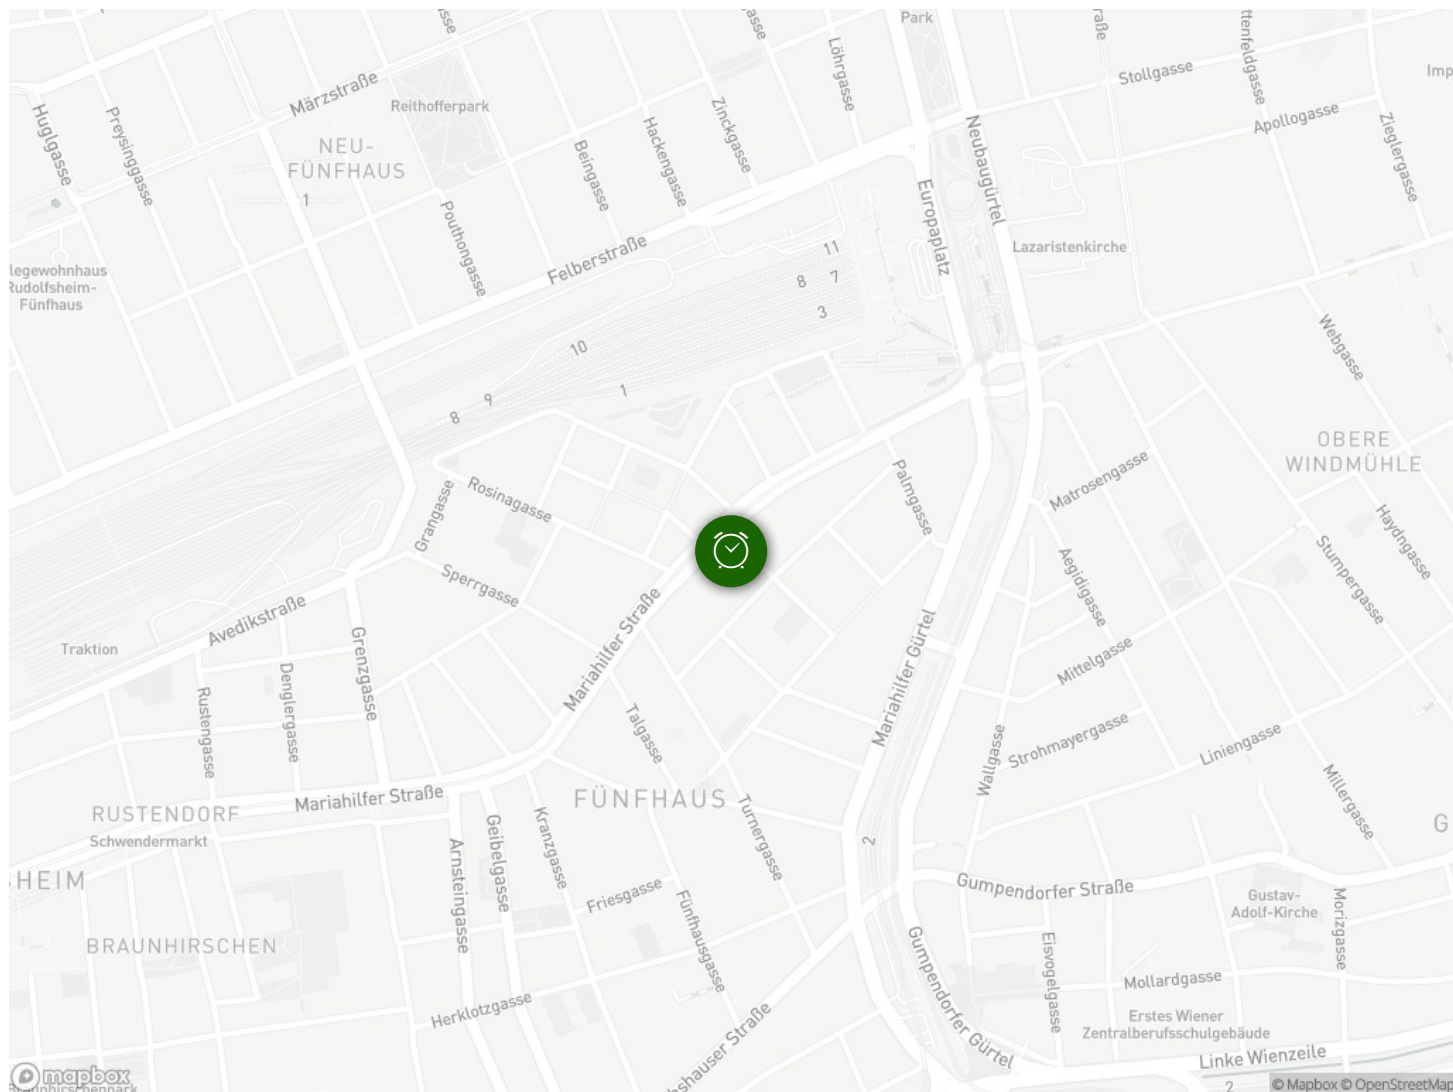 Park
Stollgasse
Märzstraße
Reithofferpark
Löhrgasse
Zinckgasse
Hackengasse
Beingasse
Neubaugürtel
Apollogasse
Zieglergasse
Huglgasse
Preysinggasse
NEU-
FÜNFHAUS
1
Pouthongasse
Felberstraße
Europaplatz
Lazaristenkirche
11
8
7
3
10
9
8
1
Rudolfsheim-
Fünfhaus
Webgasse
OBERE
WINDMÜHLE
Palmgasse
Matrosengasse
Haydngasse
Stumpergasse
Rosinagasse
Grangasse
Sperrgasse
Aegidigasse
Avedikstraße
Traktion
Grenzgasse
Mariahilfer Straße
Mariahilfer Gürtel
Mittelgasse
Denglergasse
Rustengasse
Talgasse
Wallgasse
Strohmayergasse
Liniengasse
Millergasse
Mariahilfer Straße
FÜNFHAUS
RUSTENDORF
Schwendermarkt
Turnergasse
2
Kranzgasse
Geibelgasse
Arnsteingasse
Friesgasse
Fünfhausgasse
Gumpendorfer Straße
Gustav-
Adolf-Kirche
Morizgasse
BRAUNHIRSCHEN
Herklotzgasse
Gumpendorfer Gürtel
Eisvogelgasse
Mollardgasse
Erstes Wiener
Zentralberufsschulgebäude
Linke Wienzeile
2
mapbox
© Mapbox © OpenStreetMap